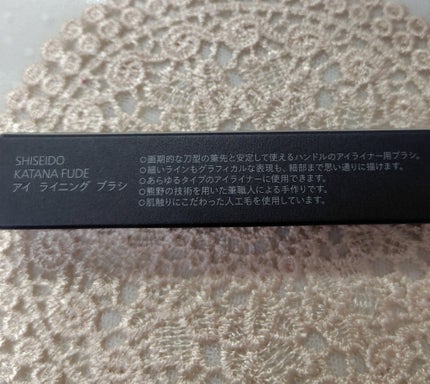 SHISEIDO
KATANA FUDE
アイ ライニング ブラシ
○画期的な刀型の筆先と安定して使えるハンドルのアイライナー用ブラシ。
○細いラインもグラフィカルな表現も、細部まで思い通りに描けます。
○あらゆるタイプのアイライナーに使用できます。
○熊野の技術を用いた筆職人による手作りです。
○肌触りにこだわった人工毛を使用しています。